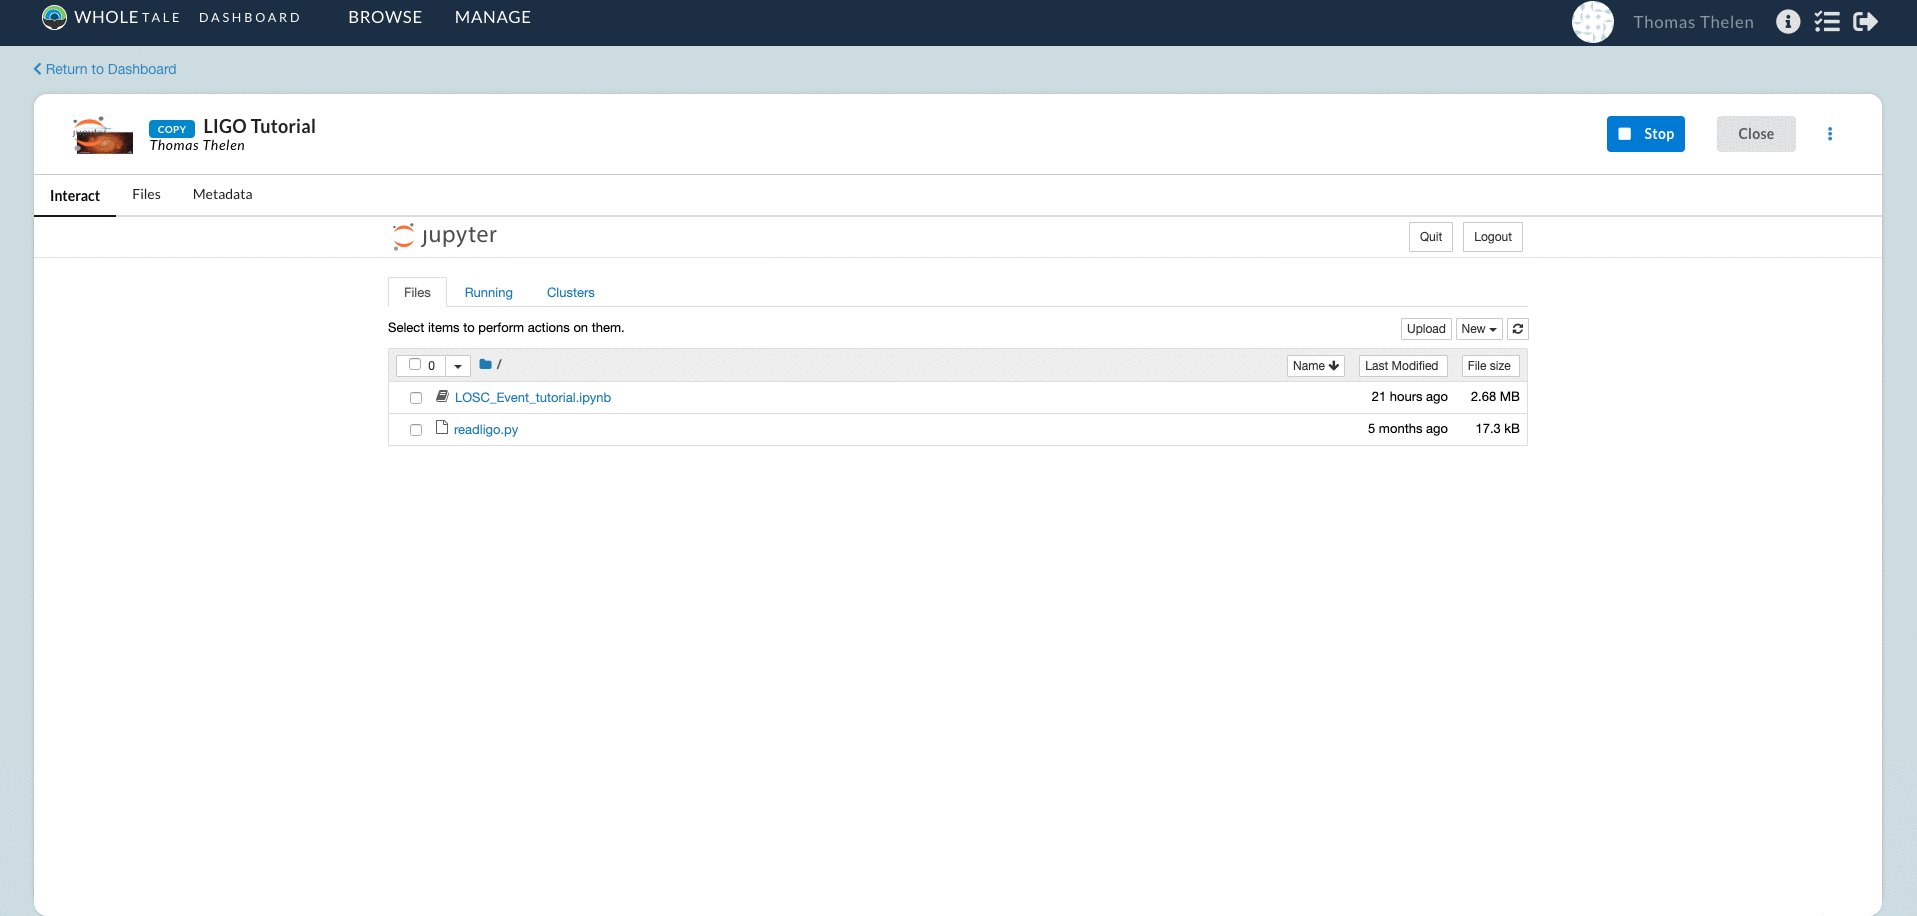 WHOLETALE DASHBOARD BROWSE MANAGE Thomas Thelen
Return to Dashboard
COPY LIGO Tutorial
Thomas Thelen
Stop Close
Interact Files Metadata
jupyter
Quit Logout
Files Running Clusters
Select items to perform actions on them.
Upload New
0 / Name Last Modified File size
LOSC_Event_tutorial.ipynb 21 hours ago 2.68 MB
readligo.py 5 months ago 17.3 kB